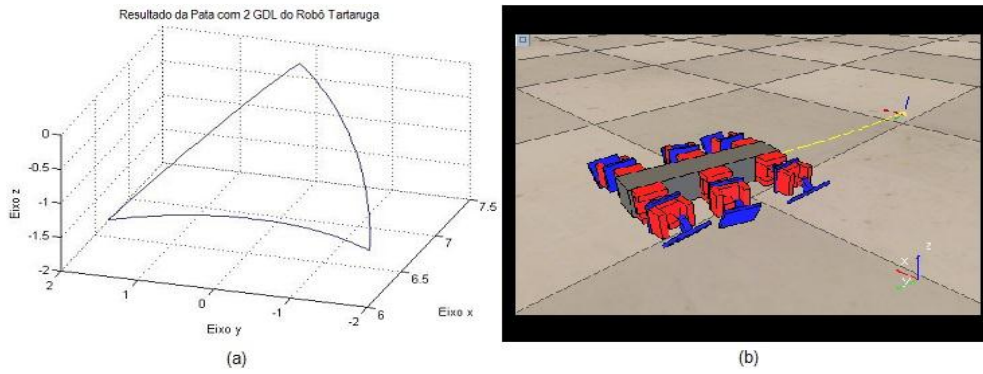 Resultado da Pata com 2 GDL do Robô Tartaruga
0
-0.5
-1
-1.5
-2
Eixo z
2
1
0
-1
-2
Eixo y
6
6.5
7
7.5
Eixo x
(a)
z
x
y
(b)